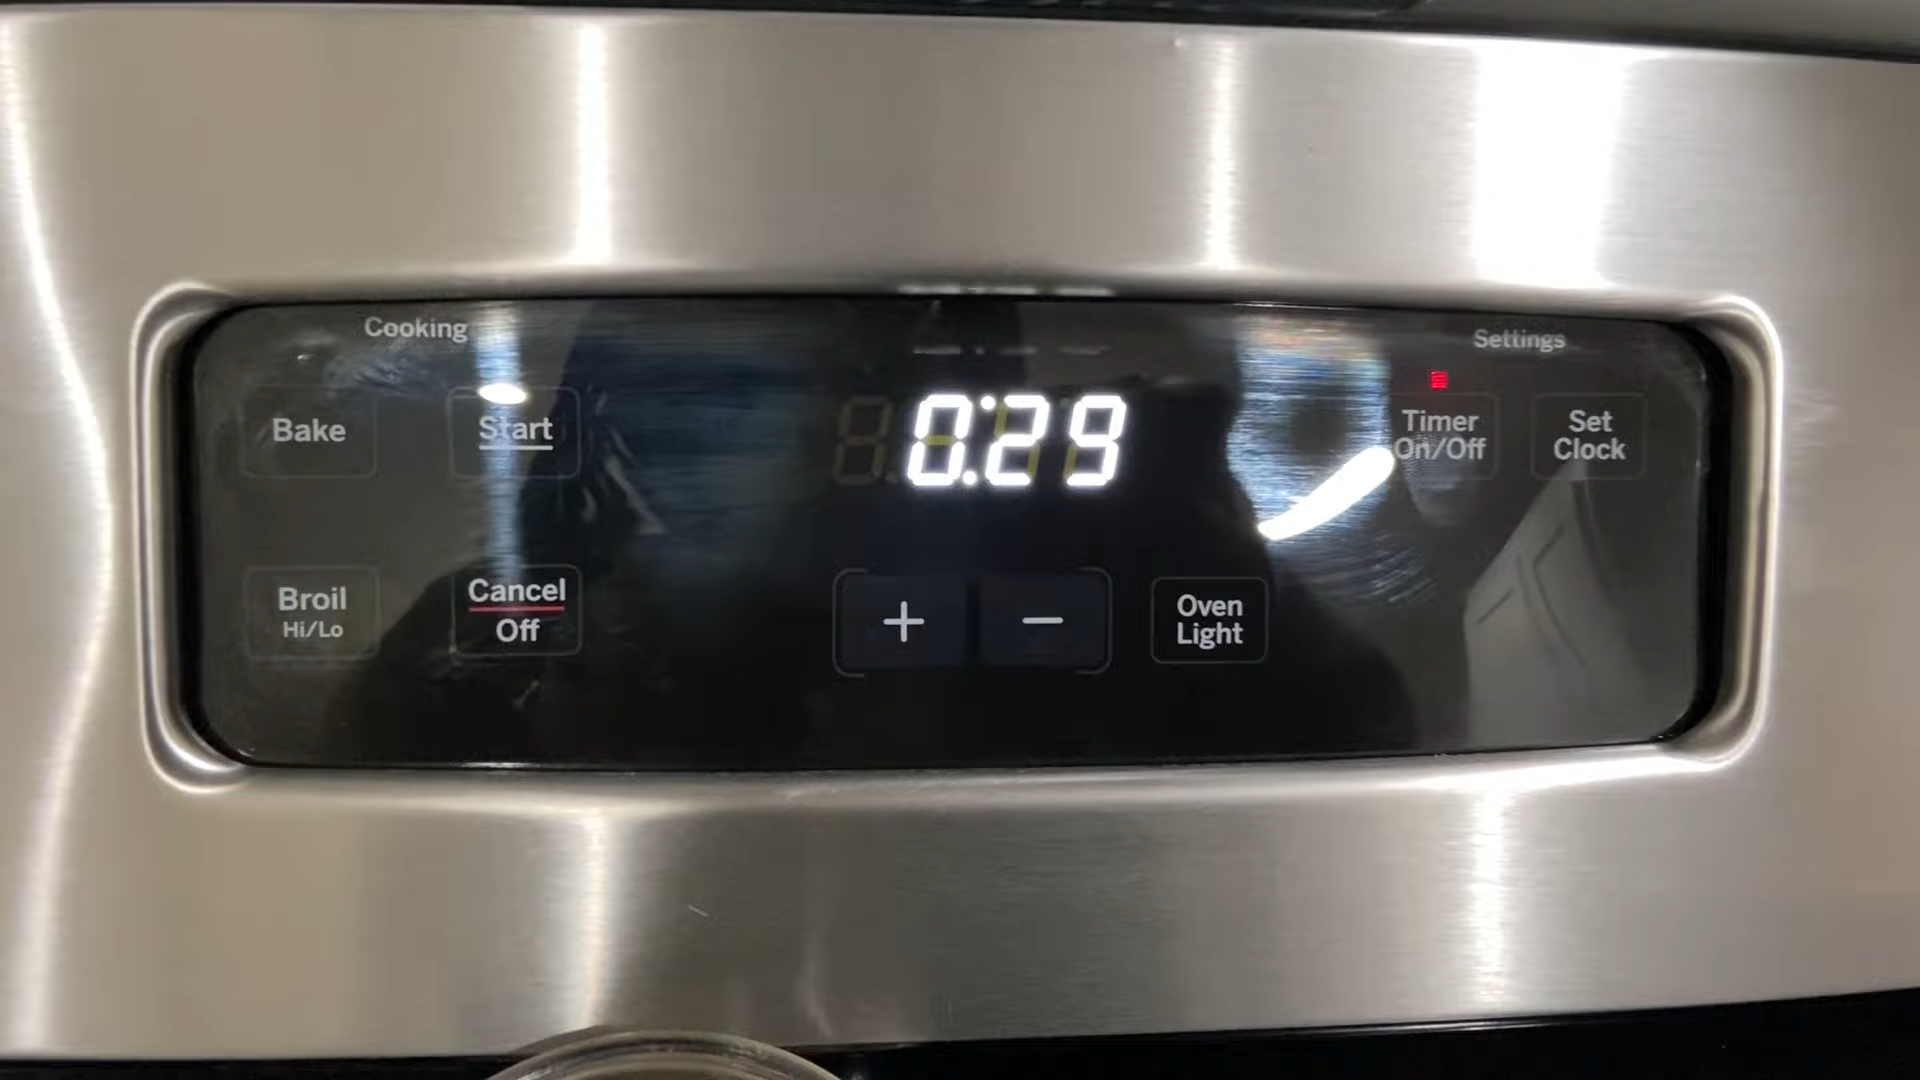 Cooking
Settings
Bake
Start
0:29
Timer
On/Off
Set
Clock
Broil
Hi/Lo
Cancel
Off
+
−
Oven
Light